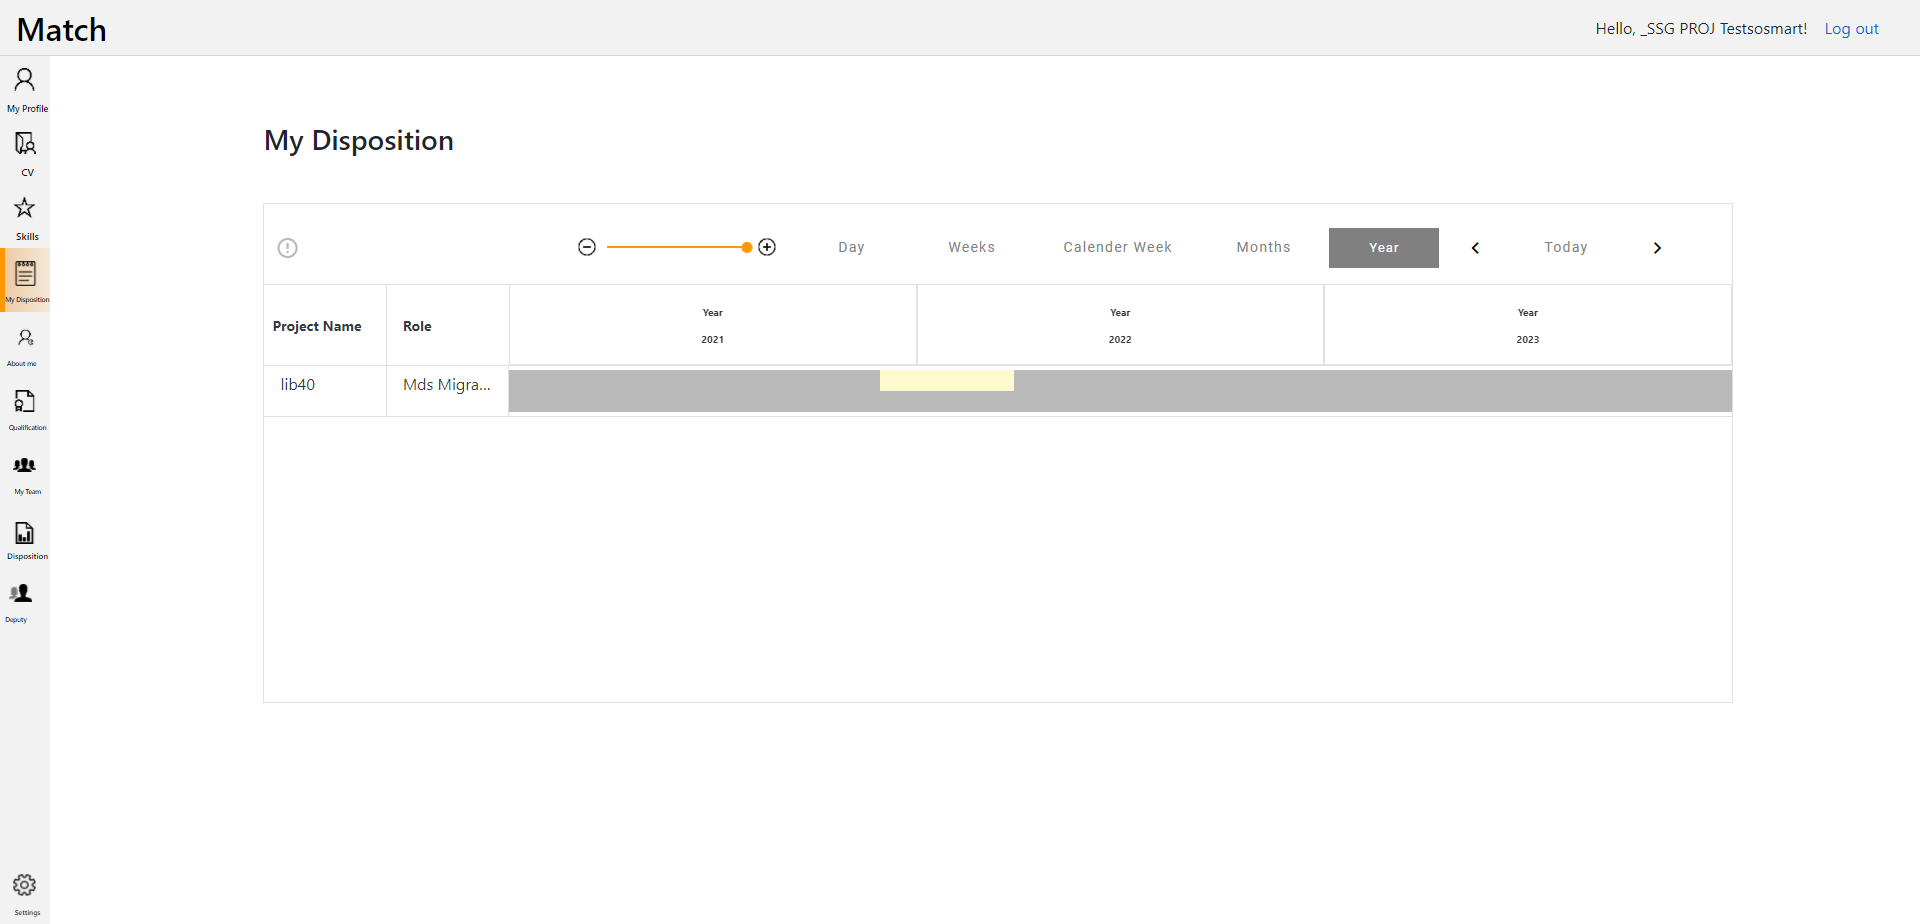 Match
Hello, _SSG PROJ Testsosmart! Log out
My Profile
CV
Skills
My Disposition
About me
Qualification
My Team
Disposition
Deputy
Settings
My Disposition
Day Weeks Calender Week Months Year Today
Project Name Role Year Year Year
2021 2022 2023
lib40 Mds Migra...